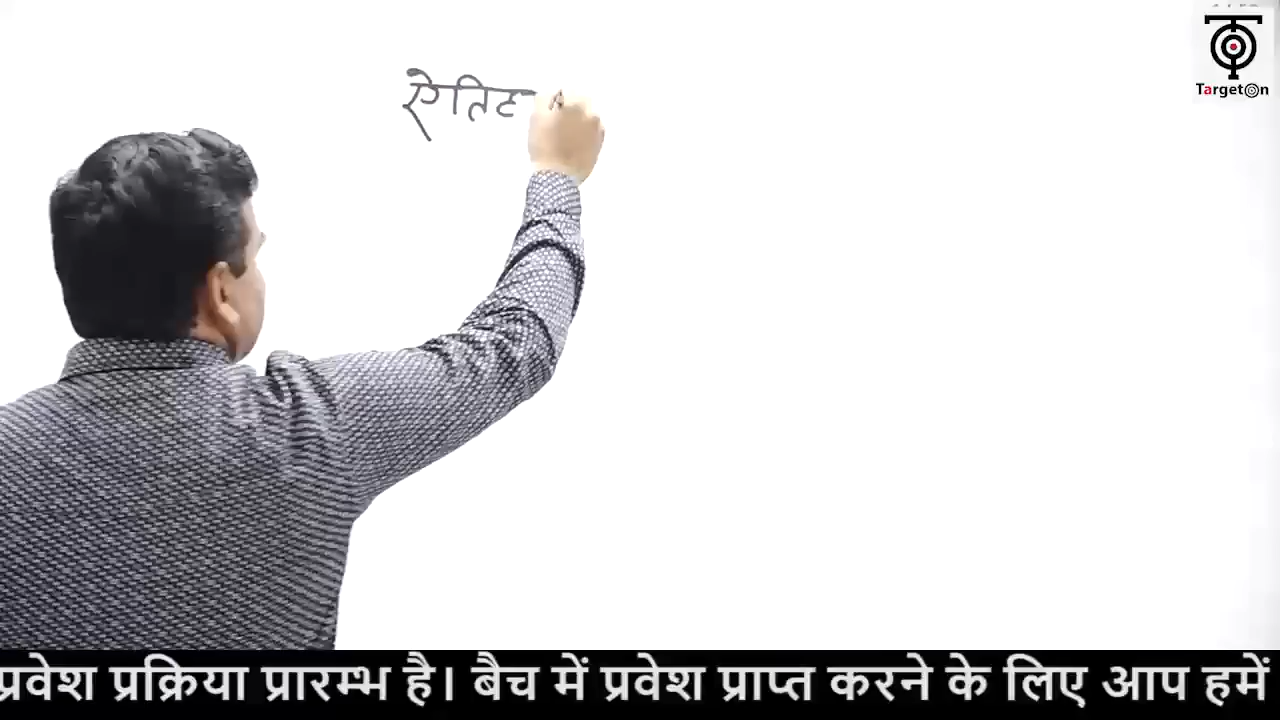 TargetOn
ऐतिह
प्रवेश प्रक्रिया प्रारम्भ है। बैच में प्रवेश प्राप्त करने के लिए आप हमें